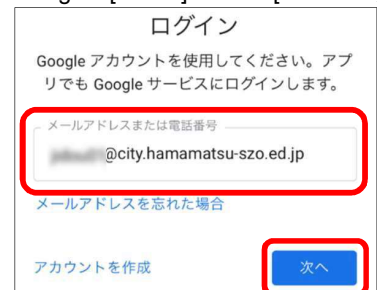 ログイン
Google アカウントを使用してください。アプ
リでも Google サービスにログインします。
メールアドレスまたは電話番号
@city.hamamatsu-szo.ed.jp
メールアドレスを忘れた場合
アカウントを作成
次へ